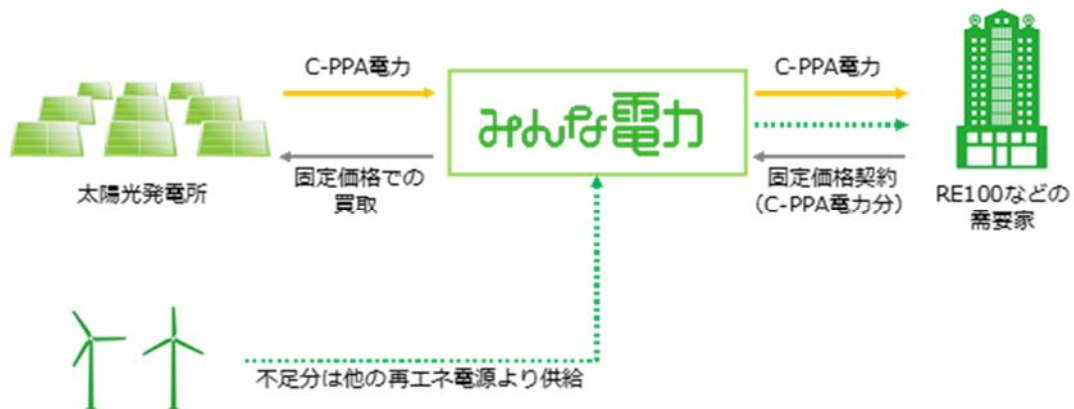 C-PPA電力
C-PPA電力
みんな電力
太陽光発電所
固定価格での
買取
固定価格契約
（C-PPA電力分）
RE100などの
需要家
不足分は他の再エネ電源より供給